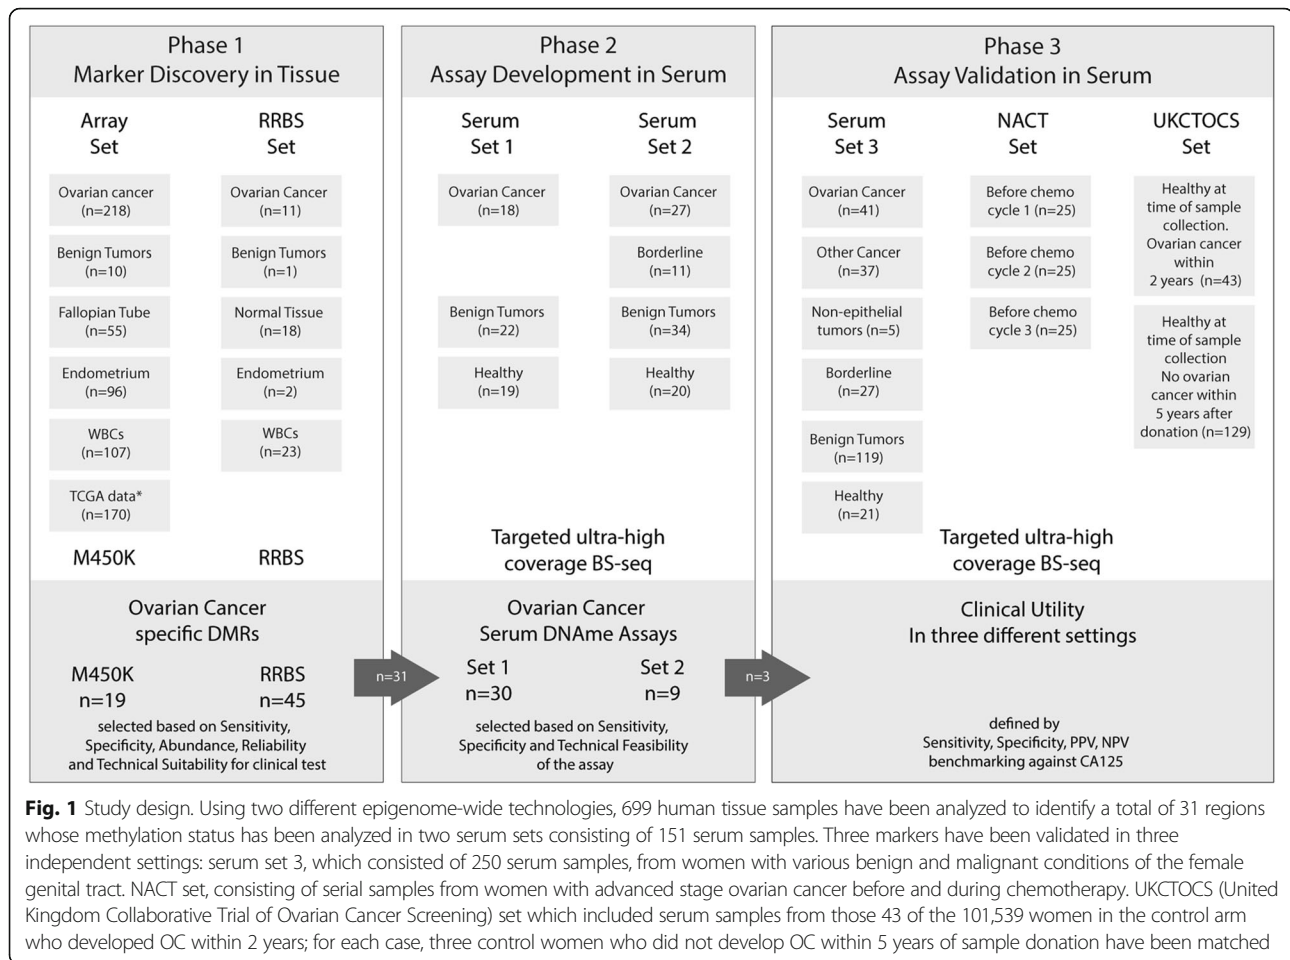 Phase 1
Marker Discovery in Tissue
Array
Set
RRBS
Set
Ovarian cancer
(n=218)
Ovarian Cancer
(n=11)
Benign Tumors
(n=10)
Benign Tumors
(n=1)
Fallopian Tube
(n=55)
Normal Tissue
(n=18)
Endometrium
(n=96)
Endometrium
(n=2)
WBCs
(n=107)
WBCs
(n=23)
TCGA data*
(n=170)
M450K
RRBS
Ovarian Cancer
specific DMRs
M450K
n=19
RRBS
n=45
selected based on Sensitivity,
Specificity, Abundance, Reliability
and Technical Suitability for clinical test
n=31
Phase 2
Assay Development in Serum
Serum
Set 1
Serum
Set 2
Ovarian Cancer
(n=18)
Ovarian Cancer
(n=27)
Borderline
(n=11)
Benign Tumors
(n=22)
Benign Tumors
(n=34)
Healthy
(n=19)
Healthy
(n=20)
Targeted ultra-high
coverage BS-seq
Ovarian Cancer
Serum DNAme Assays
Set 1
n=30
Set 2
n=9
selected based on Sensitivity,
Specificity and Technical Feasibility
of the assay
n=3
Phase 3
Assay Validation in Serum
Serum
Set 3
NACT
Set
UKCTOCS
Set
Ovarian Cancer
(n=41)
Other Cancer
(n=37)
Non-epithelial
tumors (n=5)
Borderline
(n=27)
Benign Tumors
(n=119)
Healthy
(n=21)
Before chemo
cycle 1 (n=25)
Before chemo
cycle 2 (n=25)
Before chemo
cycle 3 (n=25)
Healthy at
time of sample
collection.
Ovarian cancer
within
2 years (n=43)
Healthy at
time of sample
collection
No ovarian
cancer within
5 years after
donation (n=129)
Targeted ultra-high
coverage BS-seq
Clinical Utility
In three different settings
defined by
Sensitivity, Specificity, PPV, NPV
benchmarking against CA125
Fig. 1 Study design. Using two different epigenome-wide technologies, 699 human tissue samples have been analyzed to identify a total of 31 regions
whose methylation status has been analyzed in two serum sets consisting of 151 serum samples. Three markers have been validated in three
independent settings: serum set 3, which consisted of 250 serum samples, from women with various benign and malignant conditions of the female
genital tract. NACT set, consisting of serial samples from women with advanced stage ovarian cancer before and during chemotherapy. UKCTOCS (United
Kingdom Collaborative Trial of Ovarian Cancer Screening) set which included serum samples from those 43 of the 101,539 women in the control arm
who developed OC within 2 years; for each case, three control women who did not develop OC within 5 years of sample donation have been matched